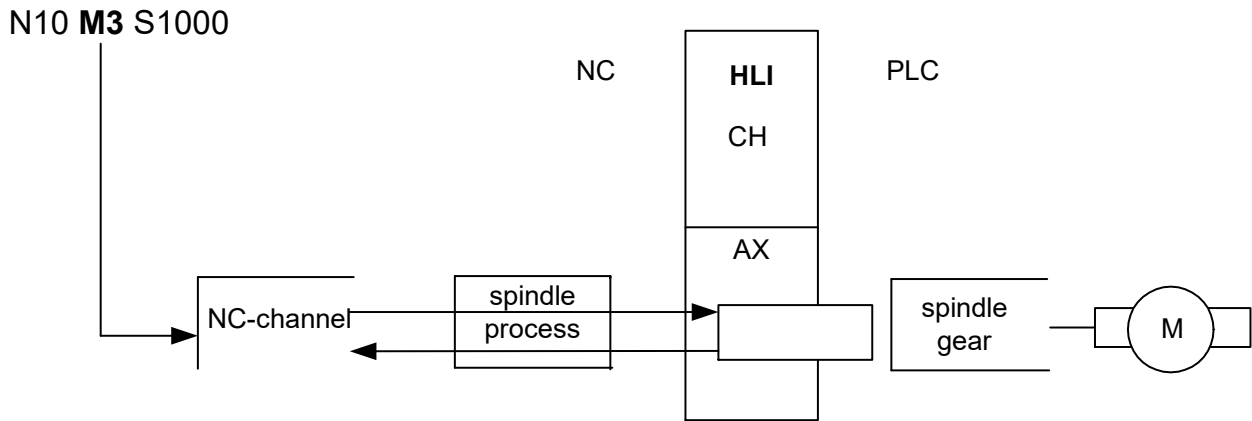 N10 M3 S1000
NC
HLI
PLC
CH
AX
NC-channel
spindle
process
spindle
gear
M